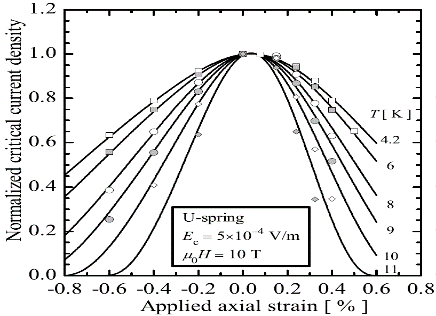 Normalized critical current density
1.2
1.0
0.8
0.6
0.4
0.2
0.0
T [ K ]
4.2
6
8
9
10
11
U-spring
E_c = 5×10⁻⁴ V/m
μ₀H = 10 T
-0.8 -0.6 -0.4 -0.2 0.0 0.2 0.4 0.6 0.8
Applied axial strain [ % ]